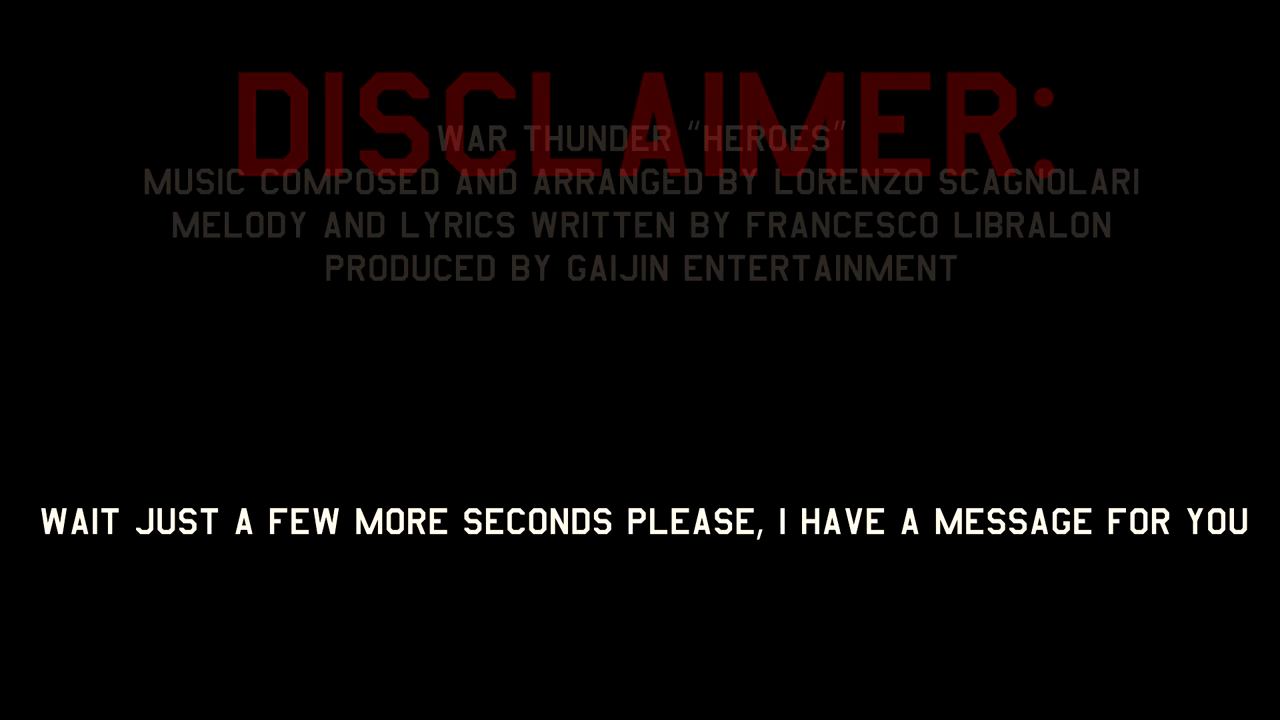 DISCLAIMER:
WAR THUNDER "HEROES"
MUSIC COMPOSED AND ARRANGED BY LORENZO SCAGNOLARI
MELODY AND LYRICS WRITTEN BY FRANCESCO LIBRALON
PRODUCED BY GAIJIN ENTERTAINMENT
WAIT JUST A FEW MORE SECONDS PLEASE, I HAVE A MESSAGE FOR YOU